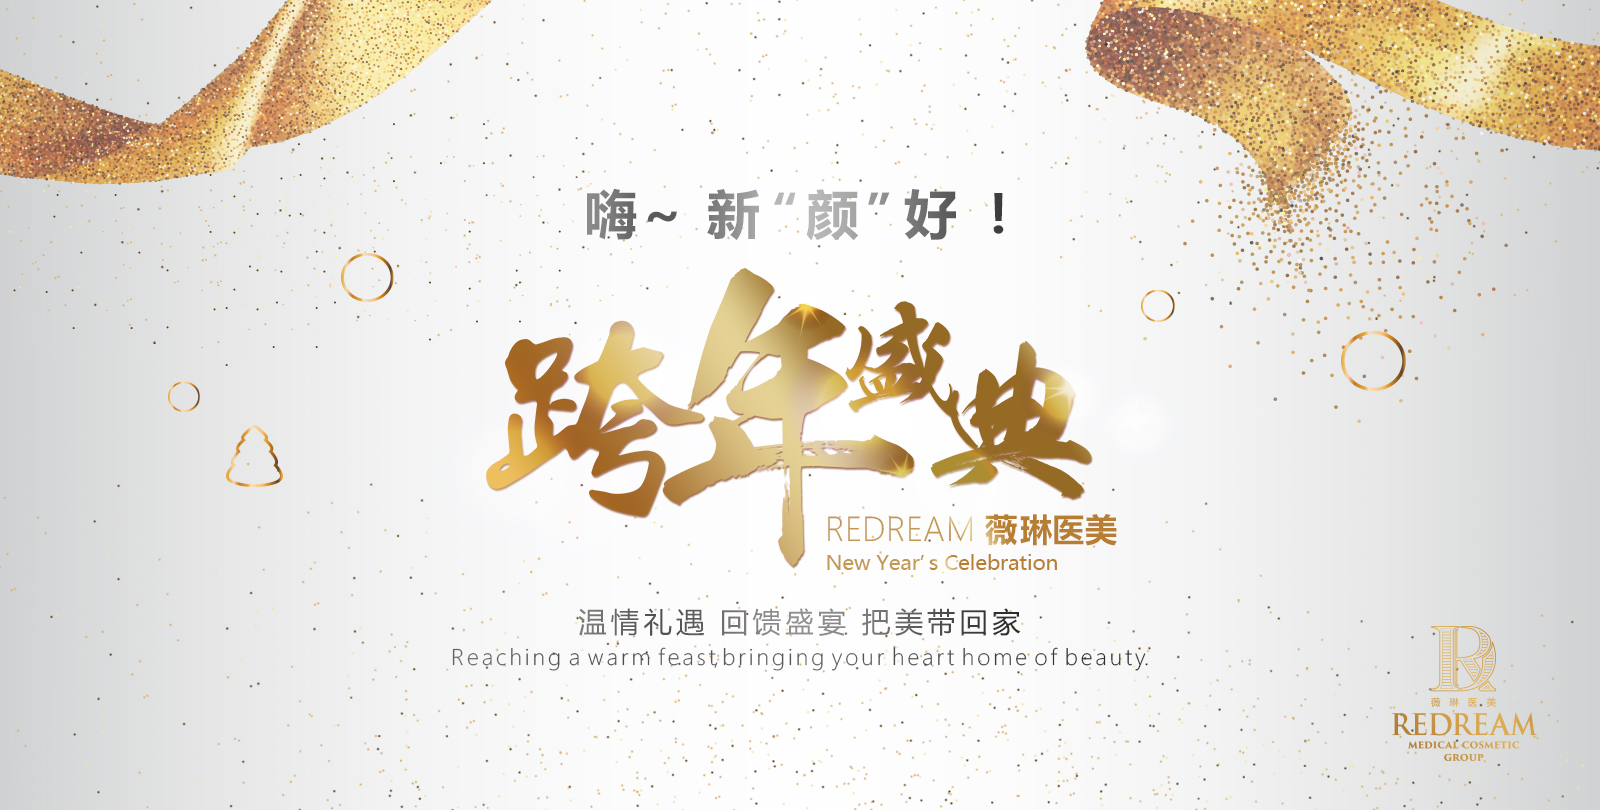 嗨~ 新“颜”好！
跨年盛典
REDREAM 薇琳医美
New Year's Celebration
温情礼遇 回馈盛宴 把美带回家
Reaching a warm feast,bringing your heart home of beauty.
薇琳医美
REDREAM
MEDICAL COSMETIC
GROUP